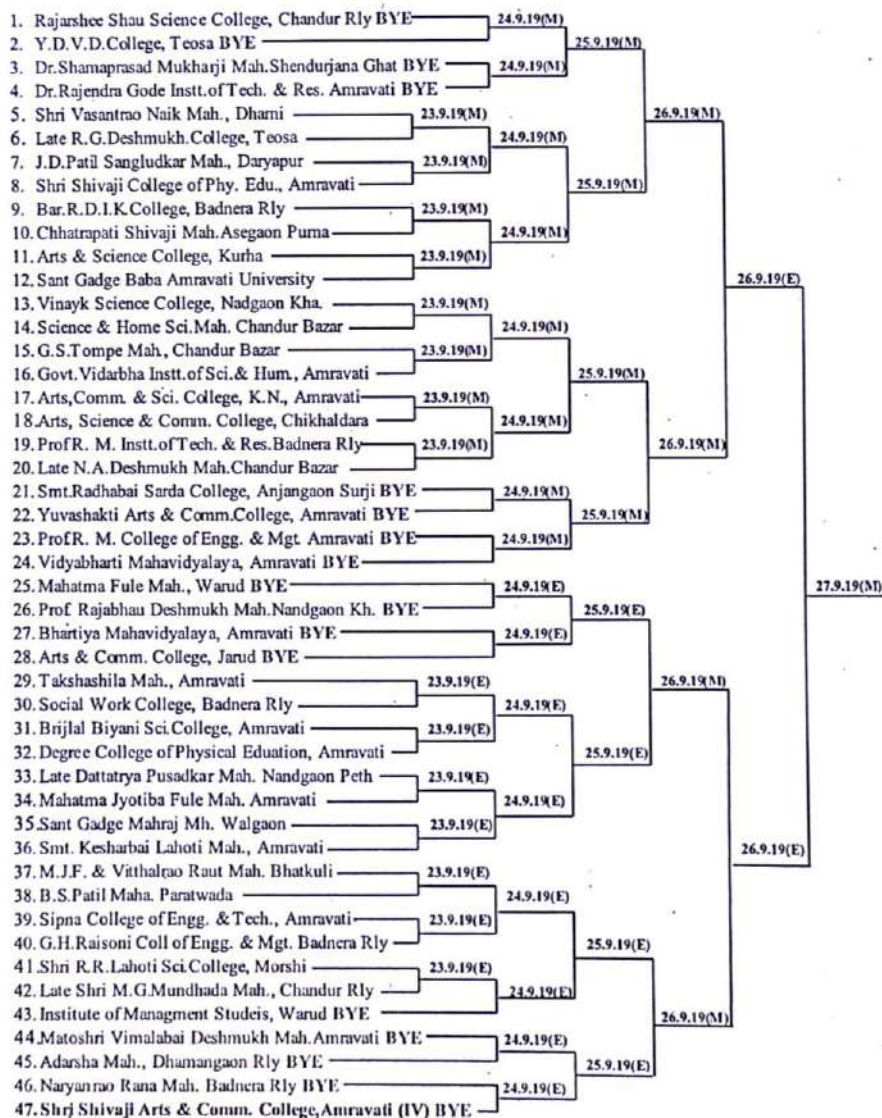 1. Rajarshee Shau Science College, Chandur Rly BYE
24.9.19(M)
2. Y.D.V.D.College, Teosa BYE
25.9.19(M)
3. Dr.Shamaprasad Mukharji Mah.Shendurjana Ghat BYE
24.9.19(M)
4. Dr.Rajendra Gode Instt.of Tech. & Res. Amravati BYE
5. Shri Vasantrao Naik Mah., Dharni
23.9.19(M)
26.9.19(M)
6. Late R.G.Deshmukh.College, Teosa
24.9.19(M)
7. J.D.Patil Sangludkar Mah., Daryapur
23.9.19(M)
8. Shri Shivaji College of Phy. Edu., Amravati
25.9.19(M)
9. Bar.R.D.I.K.College, Badnera Rly
23.9.19(M)
10. Chhatrapati Shivaji Mah.Asegaon Purna
24.9.19(M)
11. Arts & Science College, Kurha
23.9.19(M)
12. Sant Gadge Baba Amravati University
26.9.19(E)
13. Vinayk Science College, Nadgaon Kha.
23.9.19(M)
14. Science & Home Sci.Mah. Chandur Bazar
24.9.19(M)
15. G.S.Tompe Mah., Chandur Bazar
23.9.19(M)
16. Govt.Vidarbha Instt.of Sci.& Hum., Amravati
25.9.19(M)
17. Arts,Comm. & Sci. College, K.N., Amravati
23.9.19(M)
18.Arts, Science & Comm. College, Chikhaldara
24.9.19(M)
19. Prof R. M. Instt.of Tech. & Res.Badnera Rly
23.9.19(M)
26.9.19(M)
20. Late N.A.Deshmukh Mah.Chandur Bazar
21. Smt.Radhabai Sarda College, Anjangaon Surji BYE
24.9.19(M)
22. Yuvashakti Arts & Comm.College, Amravati BYE
25.9.19(M)
23. Prof R. M. College of Engg. & Mgt. Amravati BYE
24.9.19(M)
24. Vidyabharti Mahavidyalaya, Amravati BYE
25. Mahatma Fule Mah., Warud BYE
24.9.19(E)
27.9.19(M)
26. Prof. Rajabhau Deshmukh Mah.Nandgaon Kh. BYE
25.9.19(E)
27. Bhartiya Mahavidyalaya, Amravati BYE
24.9.19(E)
28. Arts & Comm. College, Jarud BYE
29. Takshashila Mah., Amravati
23.9.19(E)
26.9.19(M)
30. Social Work College, Badnera Rly
24.9.19(E)
31. Brijlal Biyani Sci.College, Amravati
23.9.19(E)
32. Degree College of Physical Eduation, Amravati
25.9.19(E)
33. Late Dattatrya Pusadkar Mah. Nandgaon Peth
23.9.19(E)
34. Mahatma Jyotiba Fule Mah. Amravati
24.9.19(E)
35.Sant Gadge Mahraj Mh. Walgaon
23.9.19(E)
36. Smt. Kesharbai Lahoti Mah., Amravati
26.9.19(E)
37. M.J.F. & Vitthalrao Raut Mah. Bhatkuli
23.9.19(E)
38. B.S.Patil Maha. Paratwada
24.9.19(E)
39. Sipna College of Engg. & Tech., Amravati
23.9.19(E)
40. G.H.Raisoni Coll of Engg. & Mgt. Badnera Rly
25.9.19(E)
41.Shri R.R.Lahoti Sci.College, Morshi
23.9.19(E)
42. Late Shri M.G.Mundhada Mah., Chandur Rly
24.9.19(E)
43. Institute of Managment Studeis, Warud BYE
26.9.19(M)
44.Matoshri Vimalabai Deshmukh Mah.Amravati BYE
24.9.19(E)
45. Adarsha Mah., Dhamangaon Rly BYE
25.9.19(E)
46. Naryanrao Rana Mah. Badnera Rly BYE
24.9.19(E)
47. Shri Shivaji Arts & Comm. College,Amravati (IV) BYE